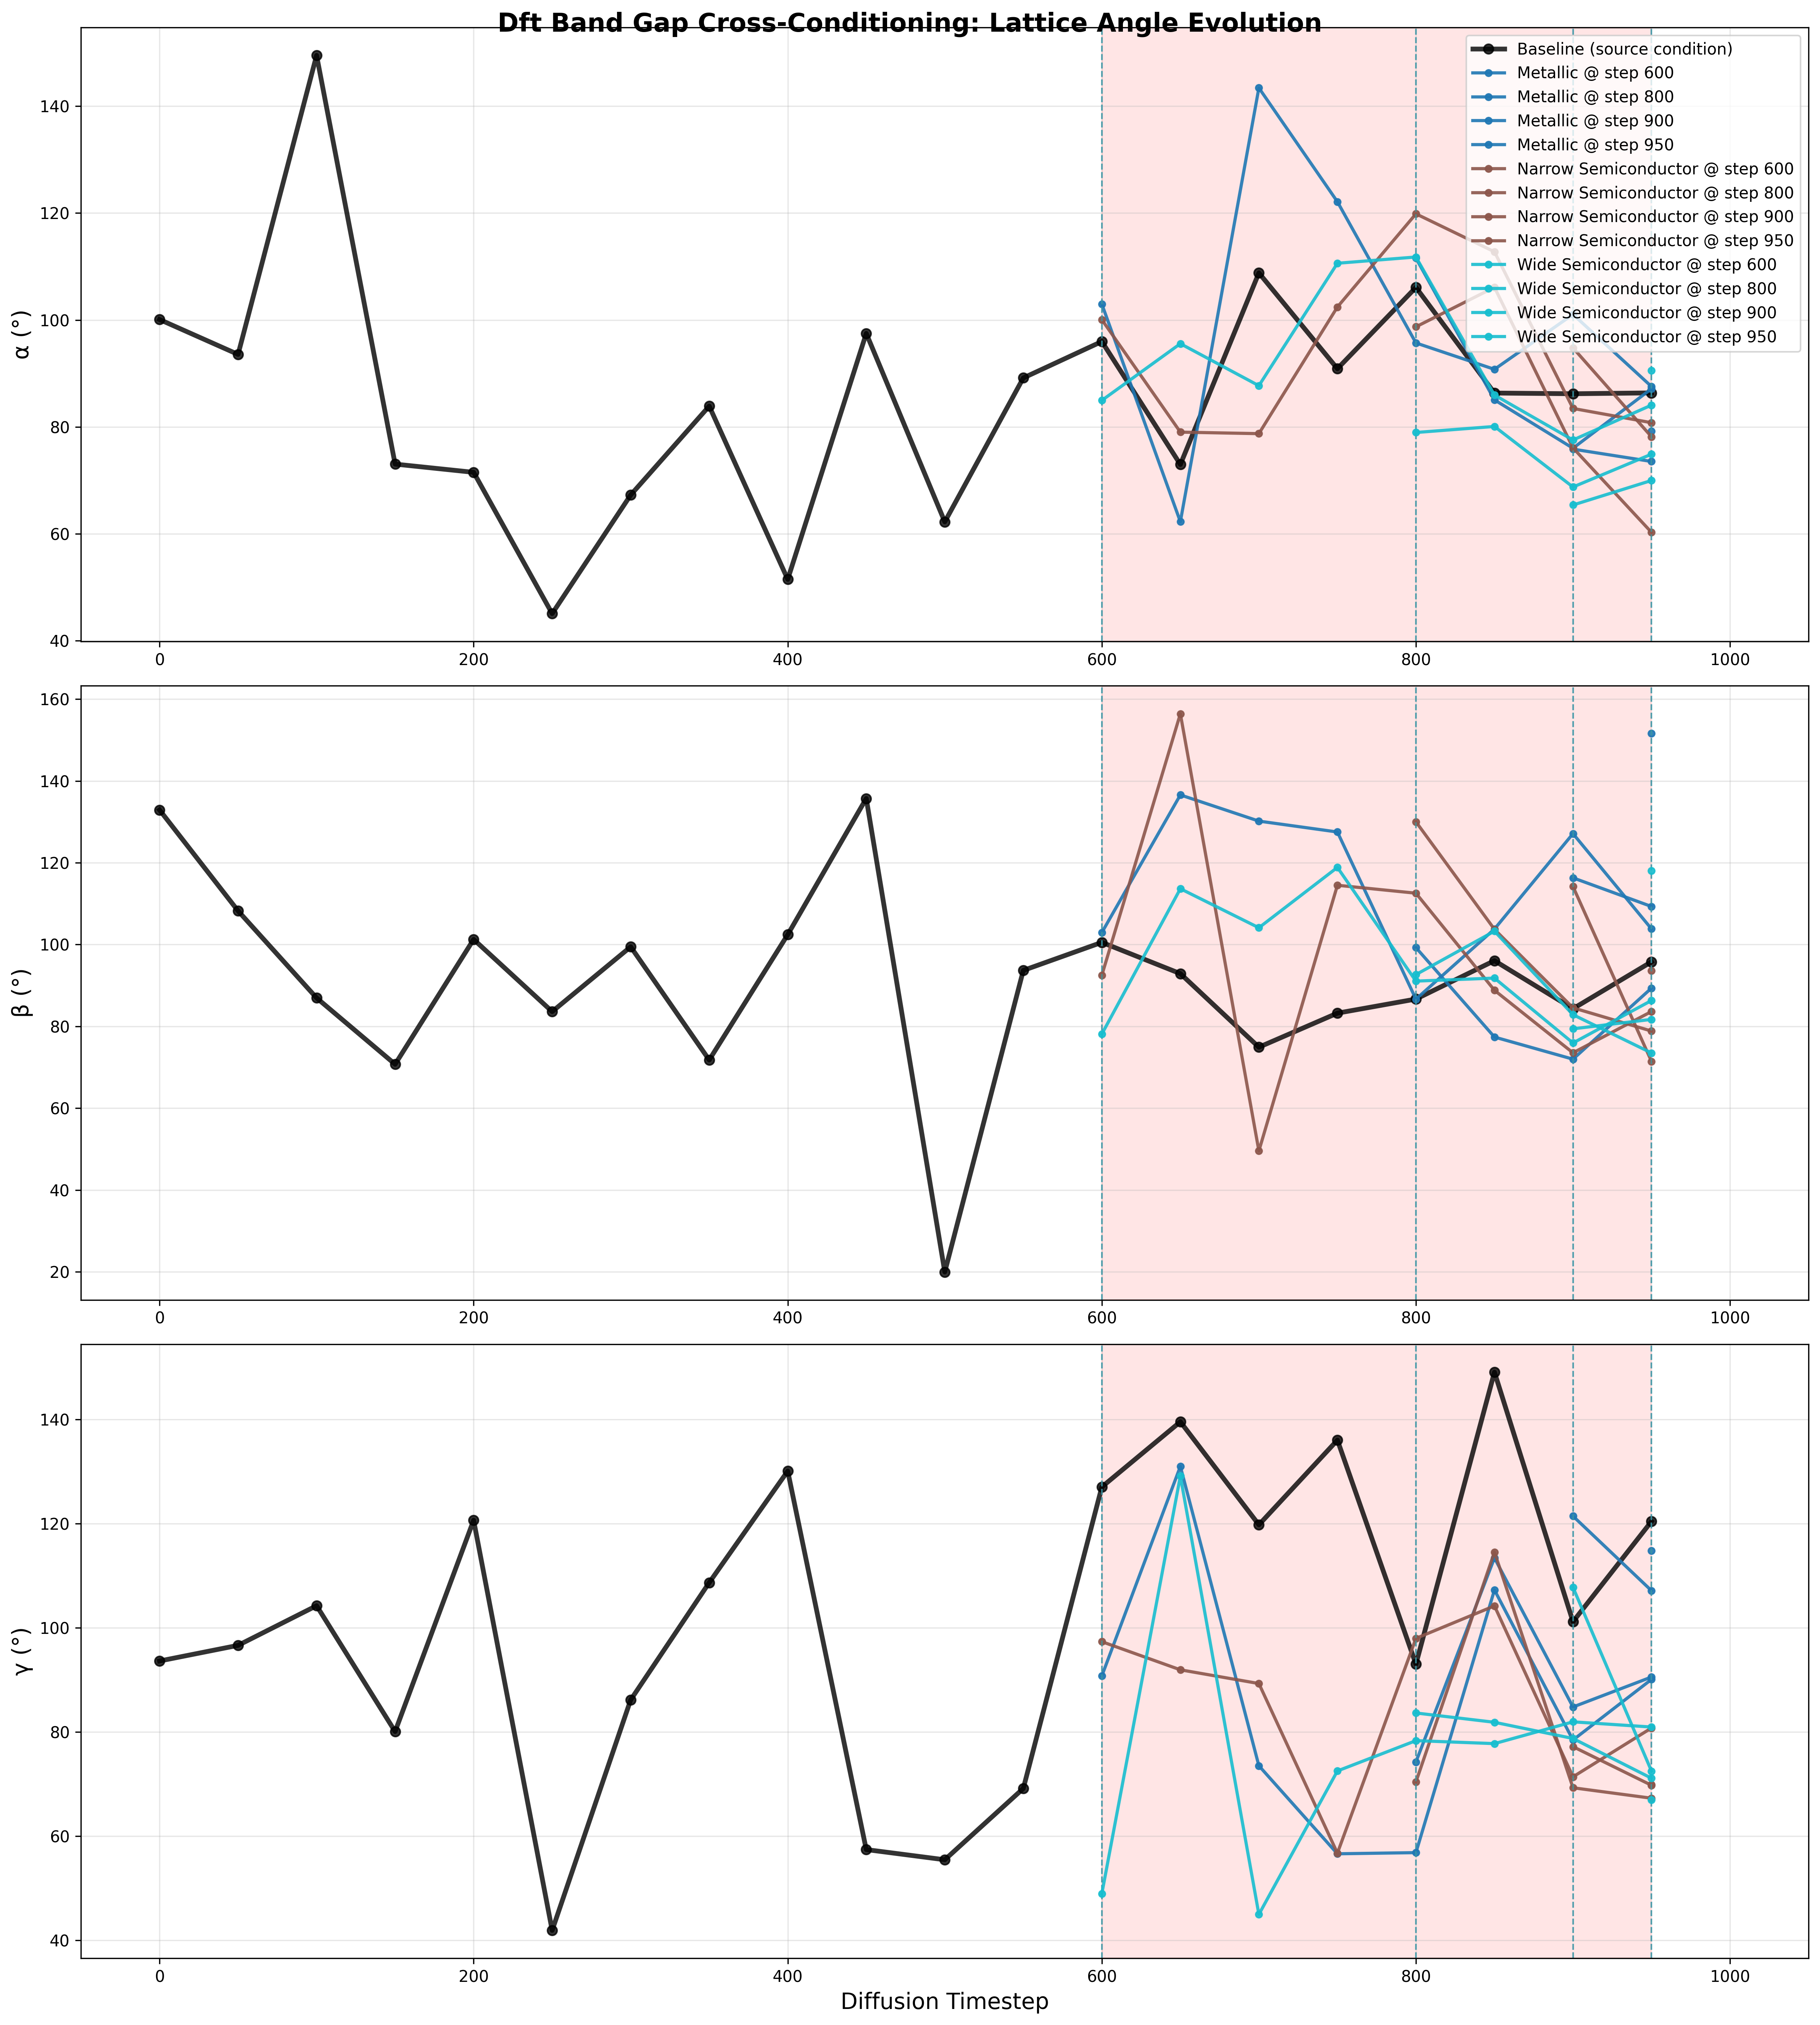 Dft Band Gap Cross-Conditioning: Lattice Angle Evolution
Baseline (source condition)
Metallic @ step 600
Metallic @ step 800
Metallic @ step 900
Metallic @ step 950
Narrow Semiconductor @ step 600
Narrow Semiconductor @ step 800
Narrow Semiconductor @ step 900
Narrow Semiconductor @ step 950
Wide Semiconductor @ step 600
Wide Semiconductor @ step 800
Wide Semiconductor @ step 900
Wide Semiconductor @ step 950
α (°)
140
120
100
80
60
40
0 200 400 600 800 1000
β (°)
160
140
120
100
80
60
40
20
0 200 400 600 800 1000
γ (°)
140
120
100
80
60
40
0 200 400 600 800 1000
Diffusion Timestep